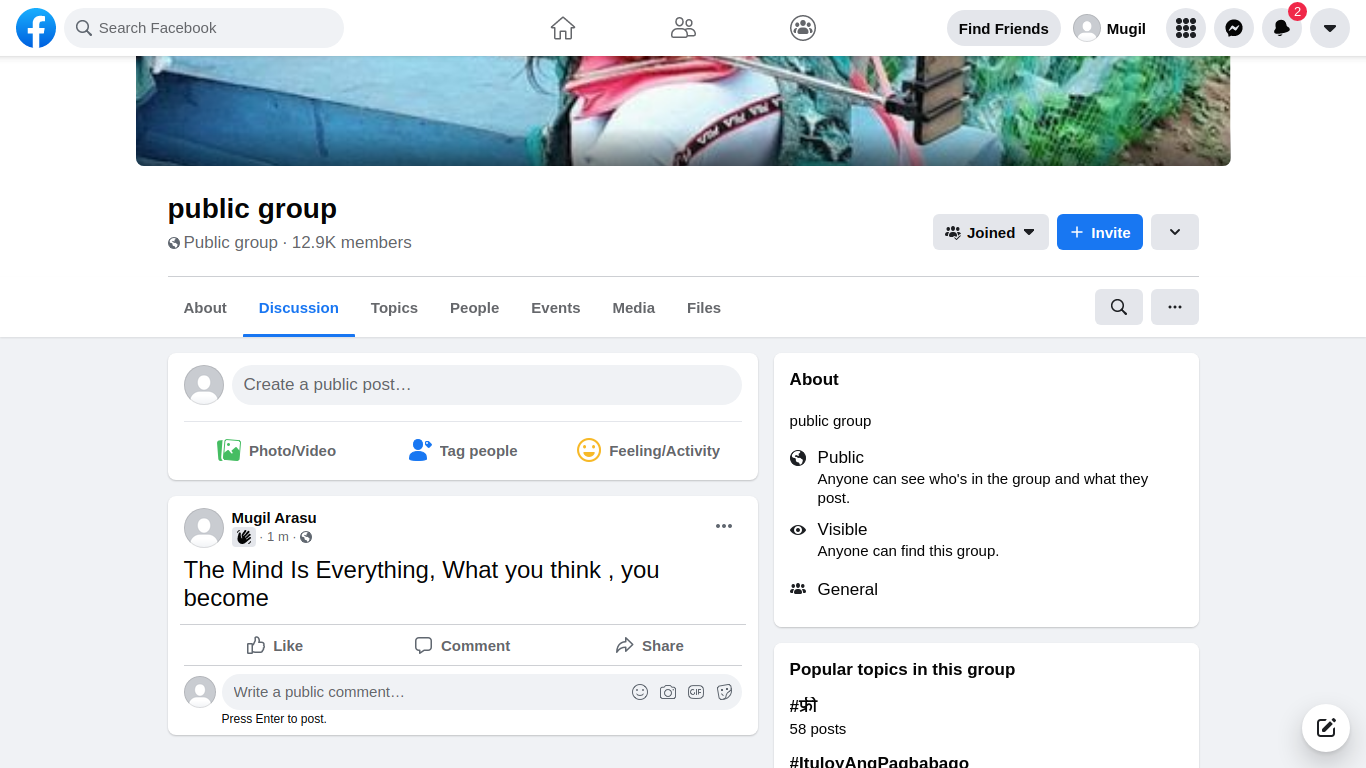 Search Facebook
Find Friends
Mugil
2
FILA FILA FILA
public group
Public group · 12.9K members
Joined
Invite
About
Discussion
Topics
People
Events
Media
Files
Create a public post…
Photo/Video
Tag people
Feeling/Activity
Mugil Arasu
· 1 m ·
The Mind Is Everything, What you think , you
become
Like
Comment
Share
Write a public comment…
GIF
Press Enter to post.
About
public group
Public
Anyone can see who's in the group and what they
post.
Visible
Anyone can find this group.
General
Popular topics in this group
#फ्री
58 posts
#ItuloyAngPagbabago